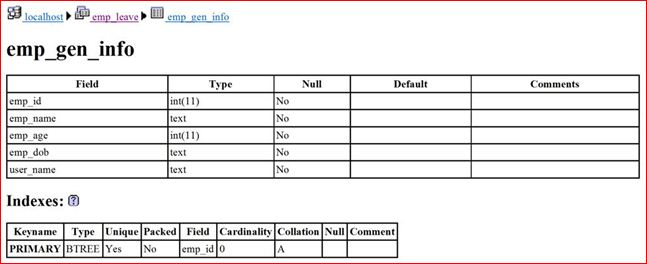 localhost emp_leave emp_gen_info
emp_gen_info
Field Type Null Default Comments
emp_id int(11) No
emp_name text No
emp_age int(11) No
emp_dob text No
user_name text No
Indexes: ?
Keyname Type Unique Packed Field Cardinality Collation Null Comment
PRIMARY BTREE Yes No emp_id 0 A